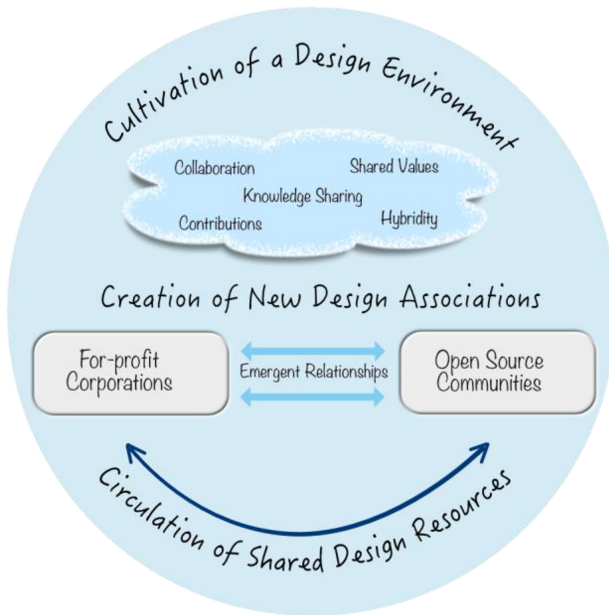 Cultivation of a Design Environment
Collaboration
Shared Values
Knowledge Sharing
Contributions
Hybridity
Creation of New Design Associations
For-profit
Corporations
Emergent Relationships
Open Source
Communities
Circulation of Shared Design Resources